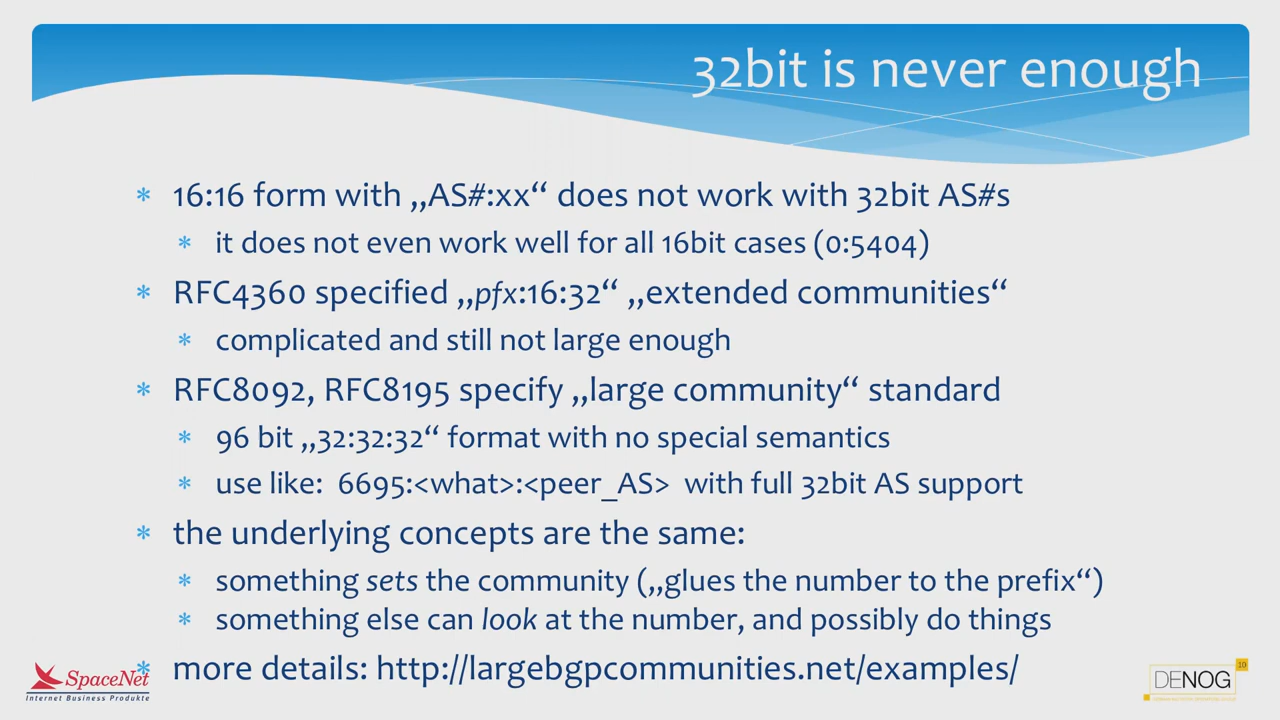 32bit is never enough
* 16:16 form with „AS#:xx“ does not work with 32bit AS#s
* it does not even work well for all 16bit cases (0:5404)
* RFC4360 specified „pfx:16:32“ „extended communities“
* complicated and still not large enough
* RFC8092, RFC8195 specify „large community“ standard
* 96 bit „32:32:32“ format with no special semantics
* use like: 6695:<what>:<peer_AS> with full 32bit AS support
* the underlying concepts are the same:
* something sets the community („glues the number to the prefix“)
* something else can look at the number, and possibly do things
* more details: http://largebgpcommunities.net/examples/
SpaceNet
Internet Business Produkte
DENOG
10